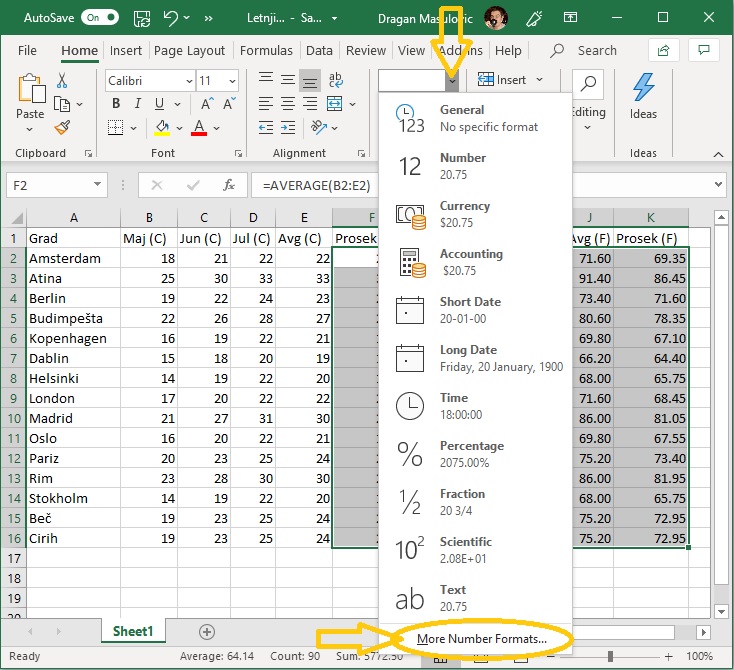 AutoSave On » Letnji... - Sa... Dragan Masulovic
File Home Insert Page Layout Formulas Data Review View Add-ins Help Search
Paste Calibri 11 B I U A A ab Insert Editing Ideas
Clipboard Font Alignment Ideas
F2 fx =AVERAGE(B2:E2)
A B C D E F J K
1 Grad Maj (C) Jun (C) Jul (C) Avg (C) Prosek Avg (F) Prosek (F)
2 Amsterdam 18 21 22 22 71.60 69.35
3 Atina 25 30 33 33 91.40 86.45
4 Berlin 19 22 24 23 73.40 71.60
5 Budimpešta 22 26 28 27 80.60 78.35
6 Kopenhagen 16 19 22 21 69.80 67.10
7 Dablin 15 18 20 19 66.20 64.40
8 Helsinki 14 19 22 20 68.00 65.75
9 London 17 20 22 22 71.60 68.45
10 Madrid 21 27 31 30 86.00 81.05
11 Oslo 16 20 22 21 69.80 67.55
12 Pariz 20 23 25 24 75.20 73.40
13 Rim 23 28 30 30 86.00 81.95
14 Stokholm 14 19 22 20 68.00 65.75
15 Beč 19 23 25 24 75.20 72.95
16 Cirih 19 23 25 24 75.20 72.95
17
18
19
20
123 General
No specific format
12 Number
20.75
Currency
$20.75
Accounting
$20.75
Short Date
20-01-00
Long Date
Friday, 20 January, 1900
Time
18:00:00
% Percentage
2075.00%
½ Fraction
20 3/4
10² Scientific
2.08E+01
ab Text
20.75
More Number Formats...
Sheet1
Ready Average: 64.14 Count: 90 Sum: 5772.50 100%